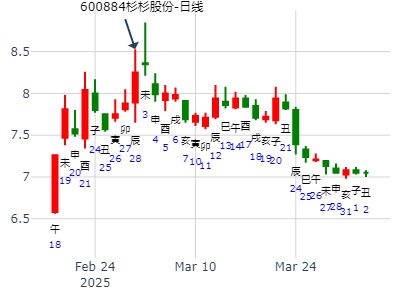 600884杉杉股份-日线
8.5
8
7.5
7
6.5
午
18
未
19
申
20
酉
21
子
24
丑
25
寅
26
卯
27
辰
28
未
3
申
4
酉
5
戌
6
亥
7
寅
10
卯
11
辰
12
巳
13
午
14
酉
17
戌
18
亥
19
子
20
丑
21
辰
24
巳
25
午
26
未
27
申
28
亥
31
子
1
丑
2
Feb 24
2025
Mar 10
Mar 24